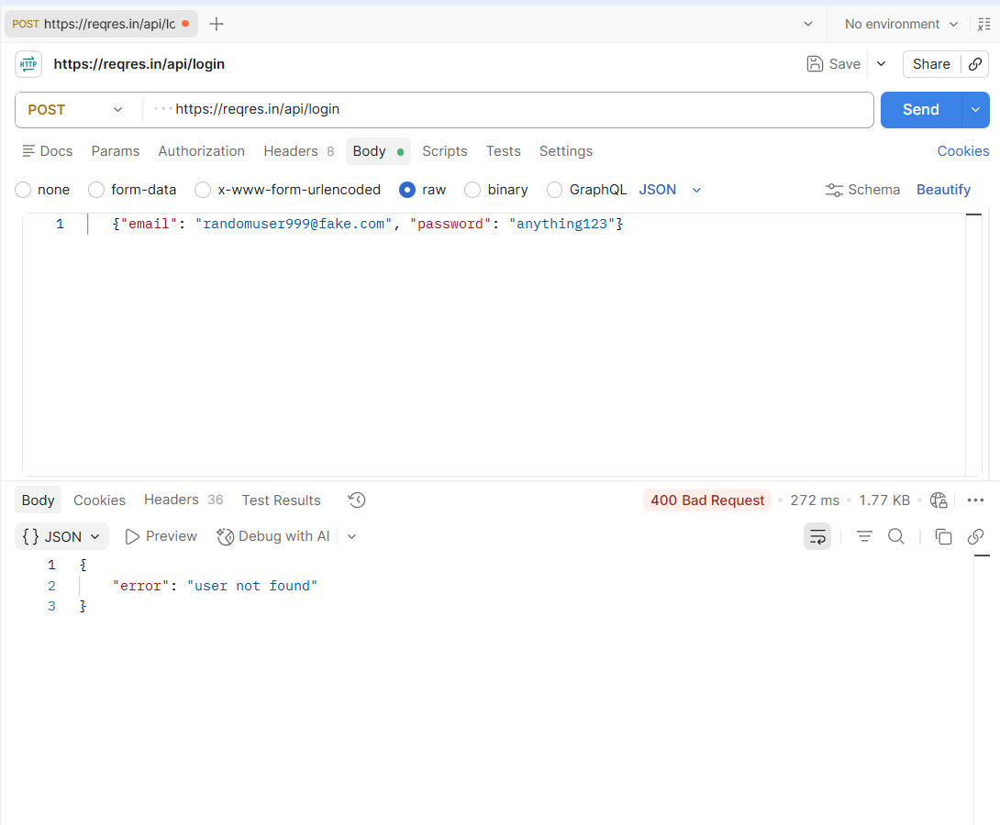 POST https://reqres.in/api/lc
No environment
HTTP https://reqres.in/api/login
Save Share
POST https://reqres.in/api/login Send
Docs Params Authorization Headers 8 Body Scripts Tests Settings Cookies
none form-data x-www-form-urlencoded raw binary GraphQL JSON Schema Beautify
1 {"email": "randomuser999@fake.com", "password": "anything123"}
Body Cookies Headers 36 Test Results 400 Bad Request 272 ms 1.77 KB
{} JSON Preview Debug with AI
1 {
2 "error": "user not found"
3 }